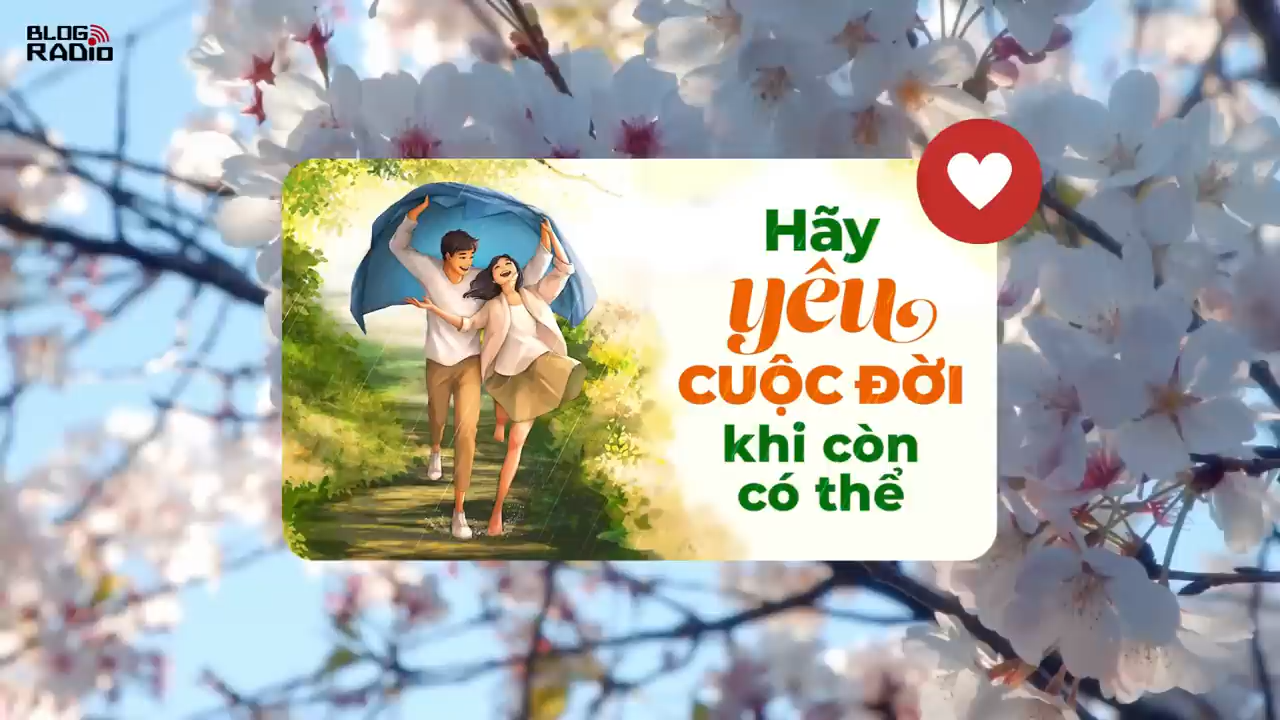 BLOG
RADIO
Hãy
yêu
CUỘC ĐỜI
khi còn
có thể